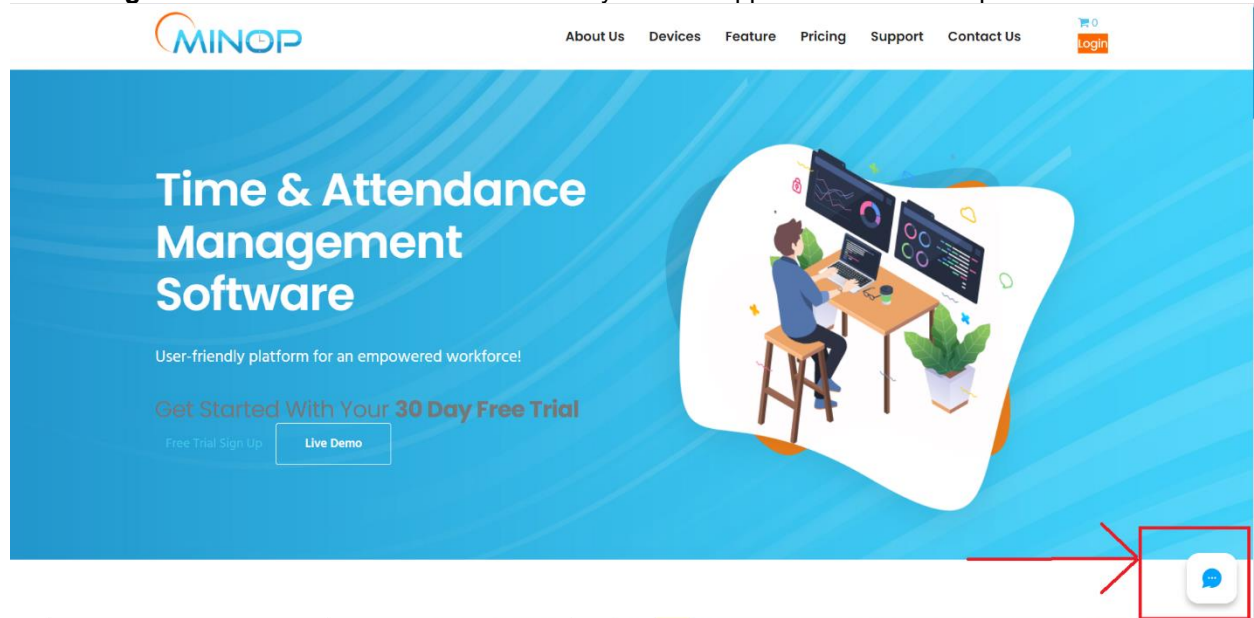 MINOP
About Us Devices Feature Pricing Support Contact Us
0
Login
Time & Attendance
Management
Software
User-friendly platform for an empowered workforce!
Get Started With Your 30 Day Free Trial
Free Trial Sign Up Live Demo